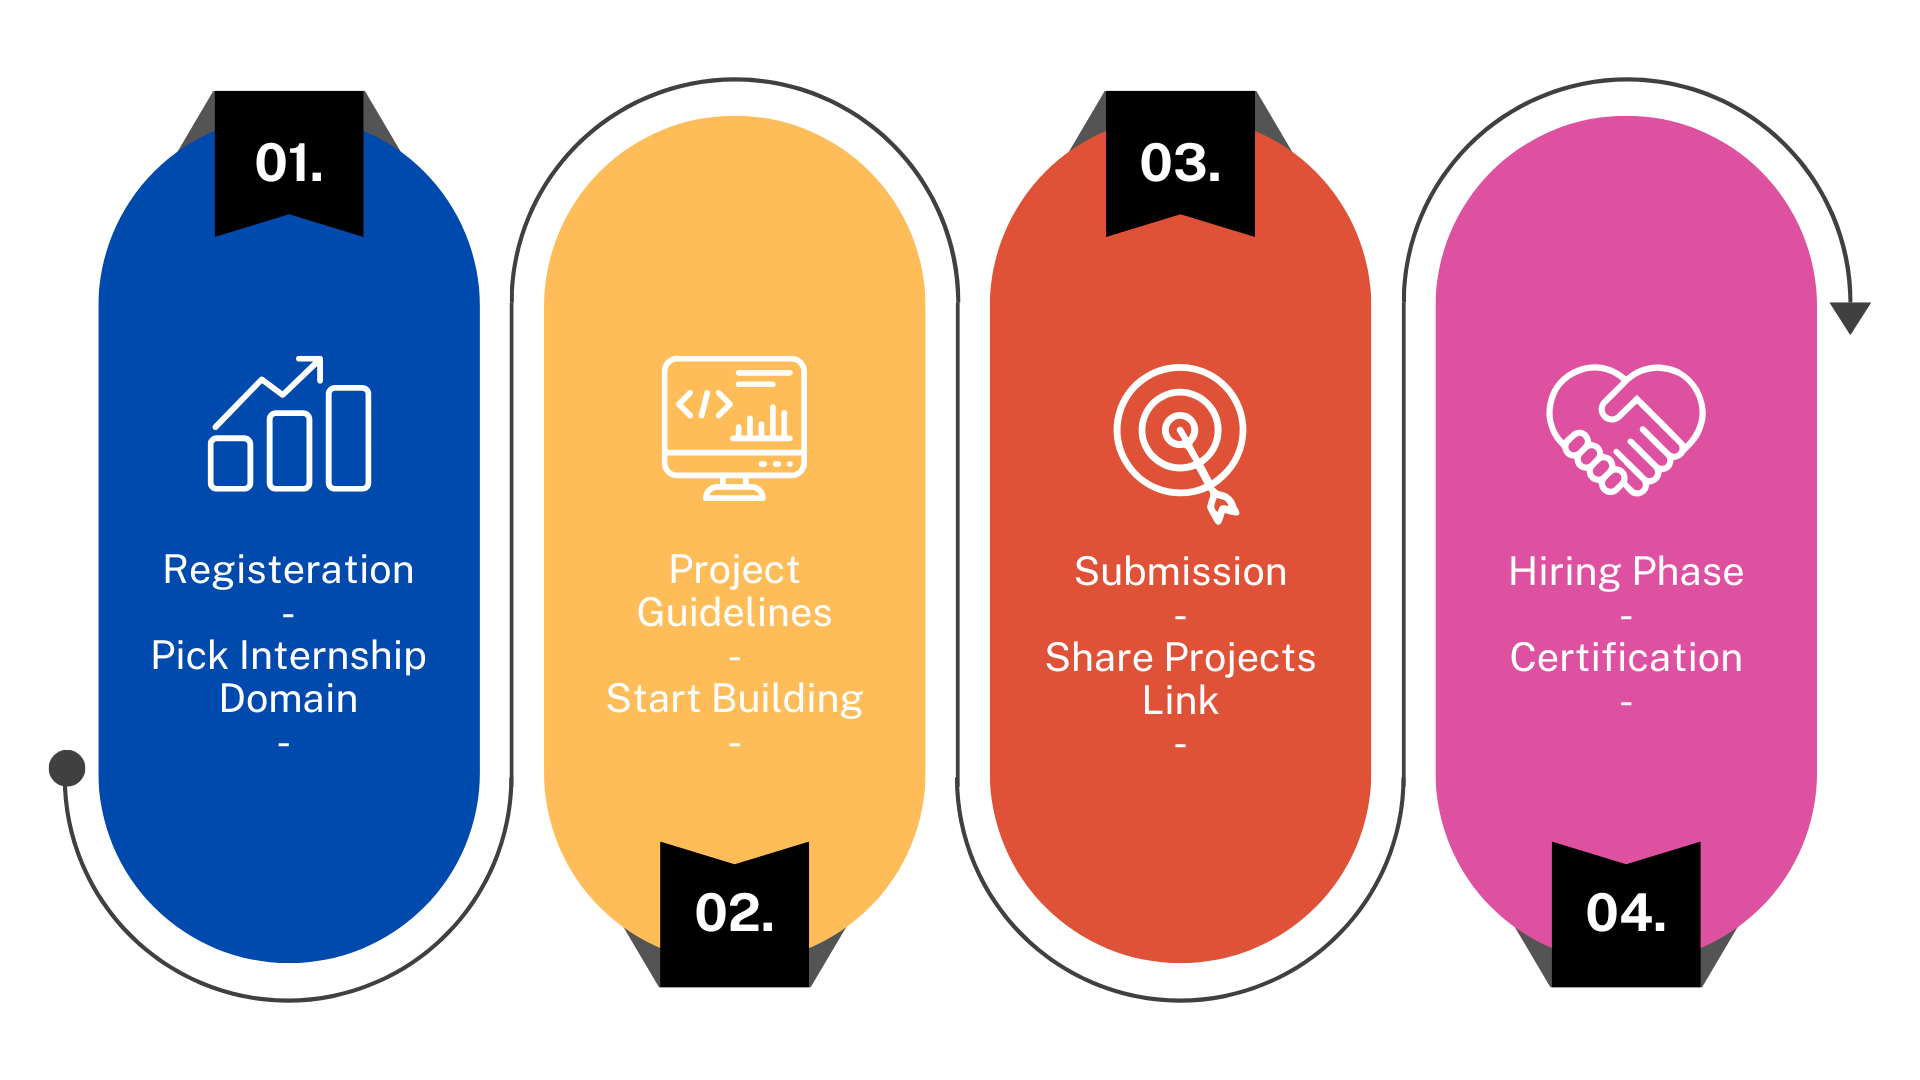 01.
Registeration
-
Pick Internship
Domain
-
Project
Guidelines
-
Start Building
-
02.
03.
Submission
-
Share Projects
Link
-
Hiring Phase
-
Certification
-
04.